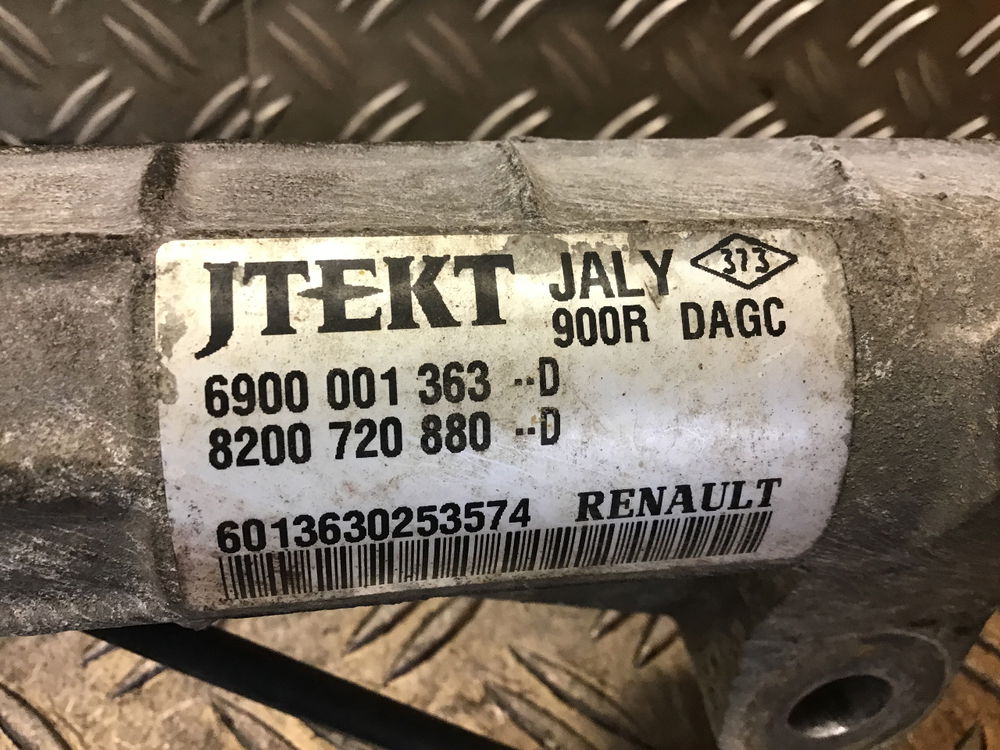 JTEKT JALY 373
900R DAGC
6900 001 363 --D
8200 720 880 --D
6013630253574 RENAULT